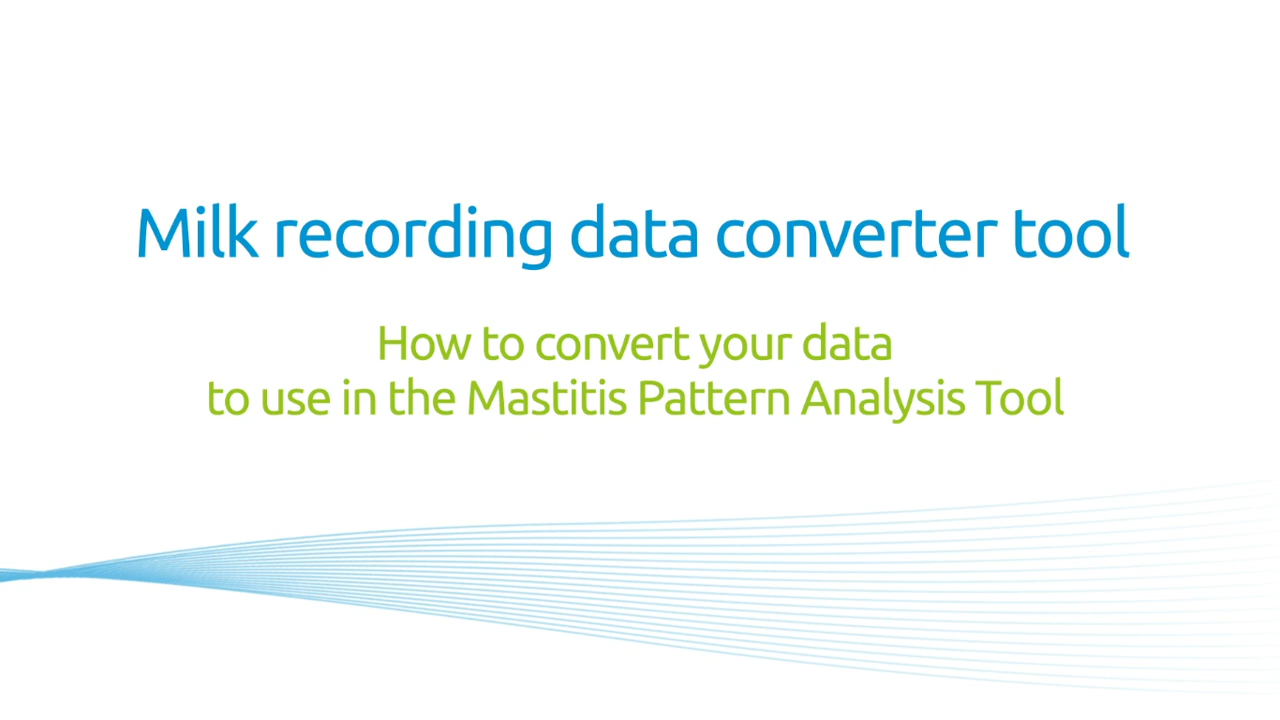 Milk recording data converter tool
How to convert your data
to use in the Mastitis Pattern Analysis Tool